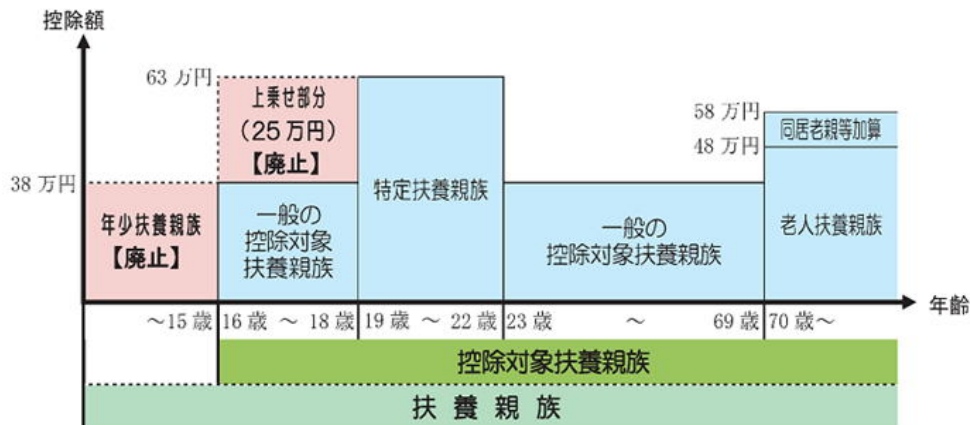 控除額
63 万円
上乗せ部分
（25万円）
【廃止】
58 万円
同居老親等加算
48 万円
38 万円
年少扶養親族
【廃止】
一般の
控除対象
扶養親族
特定扶養親族
一般の
控除対象扶養親族
老人扶養親族
年齢
～15 歳
16 歳 ～ 18 歳
19 歳 ～ 22 歳
23 歳 ～ 69 歳
70 歳～
控除対象扶養親族
扶養親族